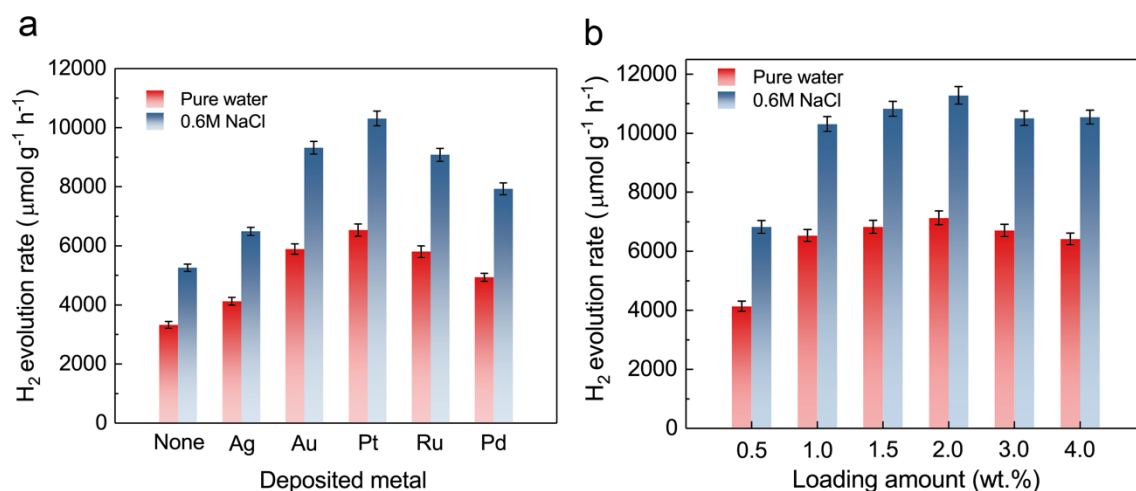 a
H₂ evolution rate ( μmol g⁻¹ h⁻¹)
12000
10000
8000
6000
4000
2000
0
Pure water
0.6M NaCl
None Ag Au Pt Ru Pd
Deposited metal
b
H₂ evolution rate ( μmol g⁻¹ h⁻¹)
12000
10000
8000
6000
4000
2000
0
Pure water
0.6M NaCl
0.5 1.0 1.5 2.0 3.0 4.0
Loading amount (wt.%)